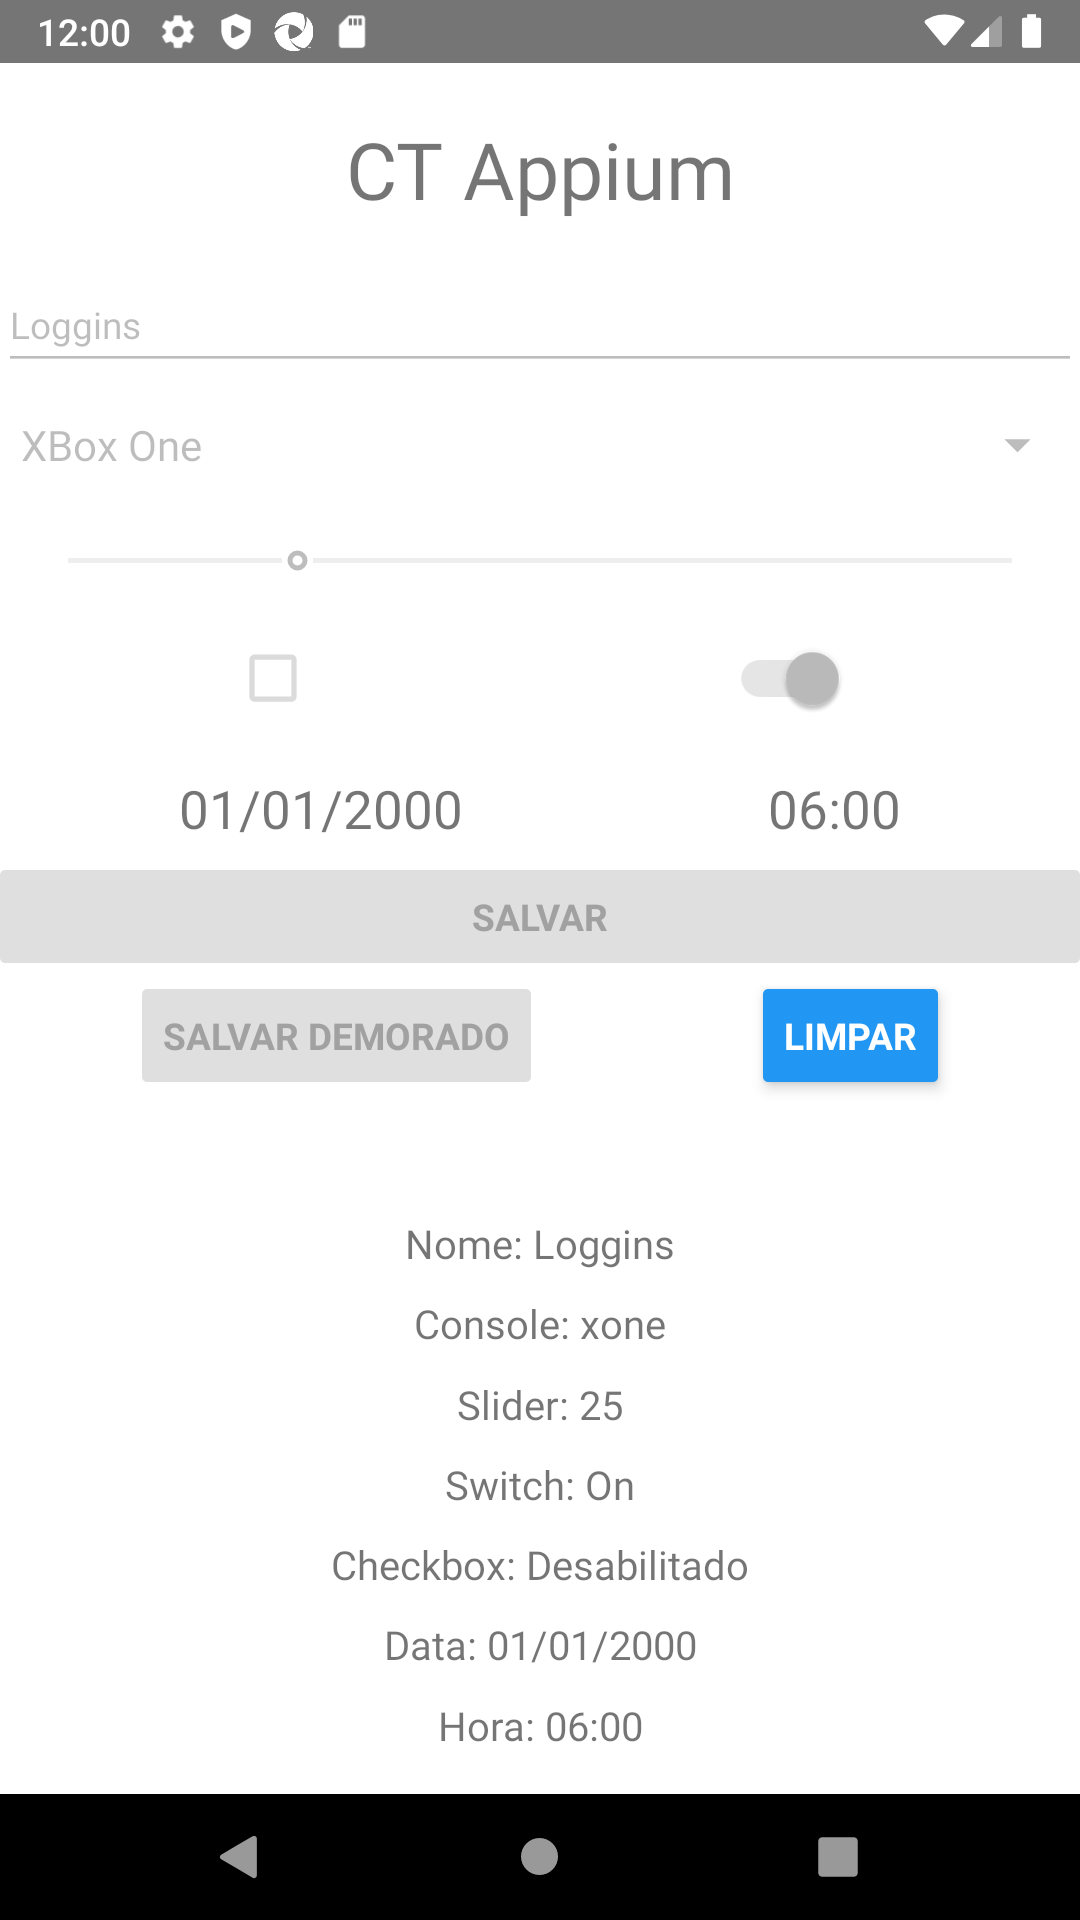 12:00
CT Appium
Loggins
XBox One
01/01/2000 06:00
SALVAR
SALVAR DEMORADO LIMPAR
Nome: Loggins
Console: xone
Slider: 25
Switch: On
Checkbox: Desabilitado
Data: 01/01/2000
Hora: 06:00